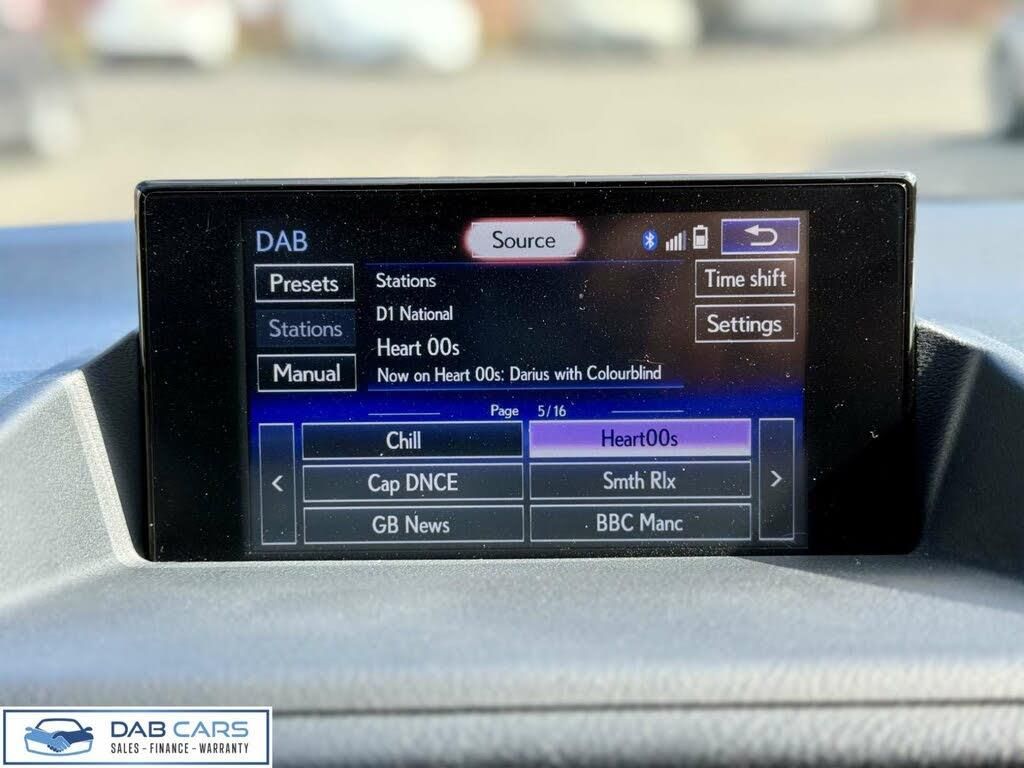 DAB
Source
Presets
Stations
Time shift
Stations
D1 National
Settings
Heart 00s
Manual
Now on Heart 00s: Darius with Colourblind
Page 5/16
< Chill Heart00s >
Cap DNCE Smth Rlx
GB News BBC Manc
DAB CARS
SALES - FINANCE - WARRANTY